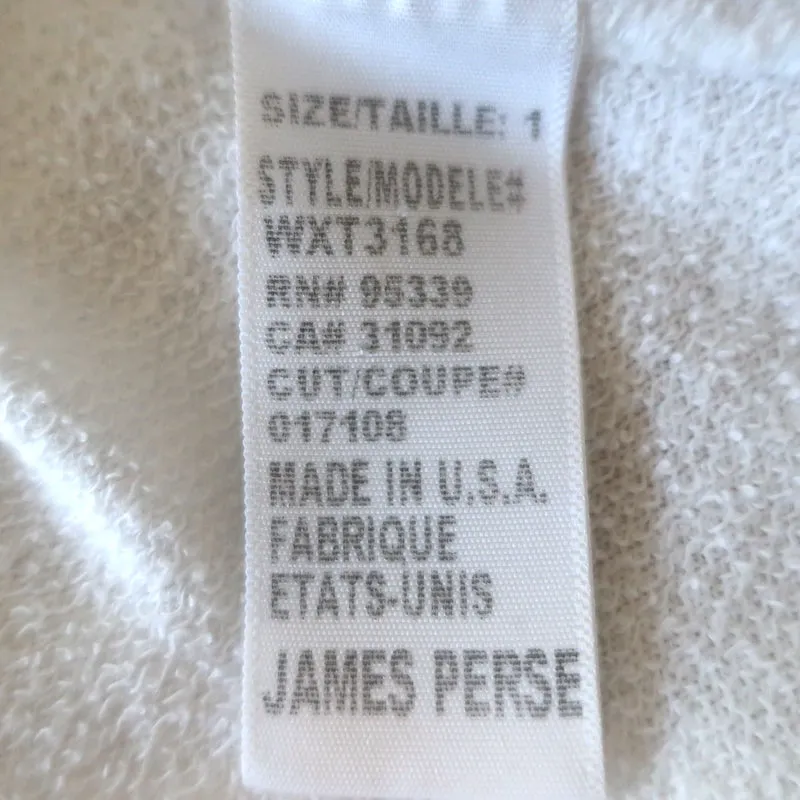 SIZE/TAILLE: 1
STYLE/MODELE#
WXT3168
RN# 95339
CA# 31092
CUT/COUPE#
017108
MADE IN U.S.A.
FABRIQUE
ETATS-UNIS
JAMES PERSE